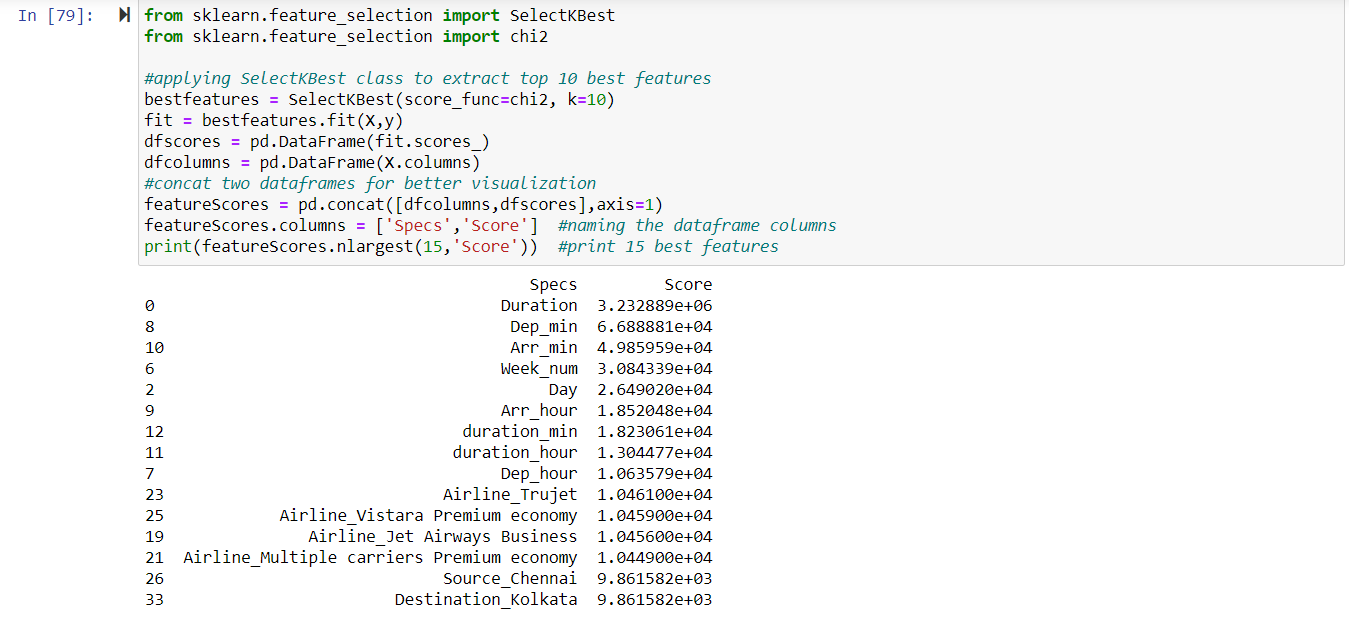 In [79]:
from sklearn.feature_selection import SelectKBest
from sklearn.feature_selection import chi2
#applying SelectKBest class to extract top 10 best features
bestfeatures = SelectKBest(score_func=chi2, k=10)
fit = bestfeatures.fit(X,y)
dfscores = pd.DataFrame(fit.scores_)
dfcolumns = pd.DataFrame(X.columns)
#concat two dataframes for better visualization
featureScores = pd.concat([dfcolumns,dfscores],axis=1)
featureScores.columns = ['Specs','Score']  #naming the dataframe columns
print(featureScores.nlargest(15,'Score'))  #print 15 best features
Specs Score
0 Duration 3.232889e+06
8 Dep_min 6.688881e+04
10 Arr_min 4.985959e+04
6 Week_num 3.084339e+04
2 Day 2.649020e+04
9 Arr_hour 1.852048e+04
12 duration_min 1.823061e+04
11 duration_hour 1.304477e+04
7 Dep_hour 1.063579e+04
23 Airline_Trujet 1.046100e+04
25 Airline_Vistara Premium economy 1.045900e+04
19 Airline_Jet Airways Business 1.045600e+04
21 Airline_Multiple carriers Premium economy 1.044900e+04
26 Source_Chennai 9.861582e+03
33 Destination_Kolkata 9.861582e+03